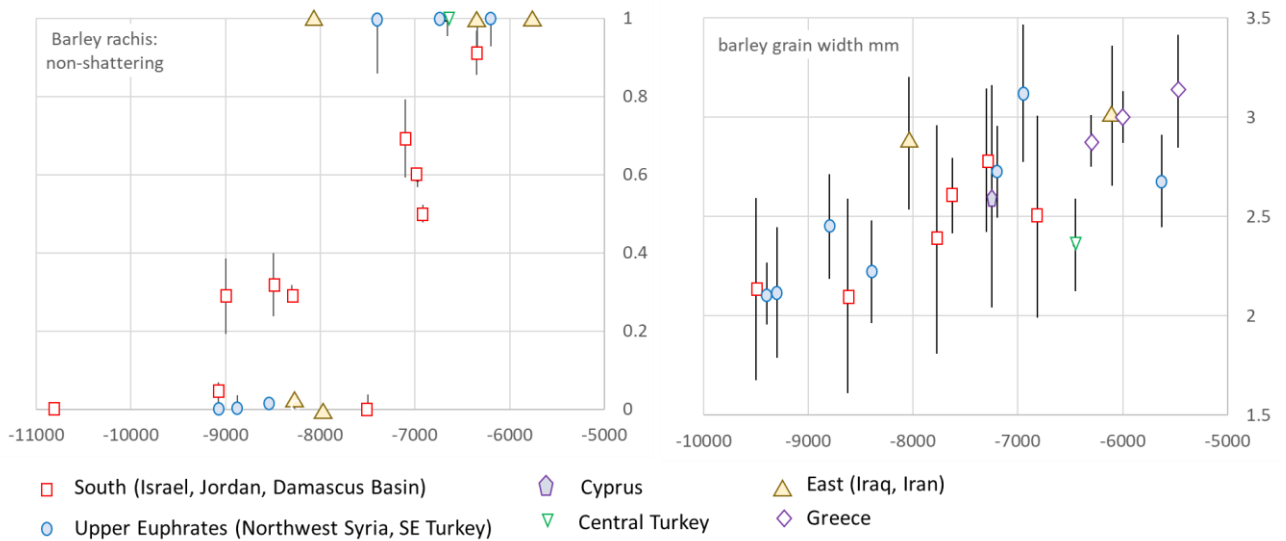 Barley rachis:
non-shattering
1
0.8
0.6
0.4
0.2
0
-11000 -10000 -9000 -8000 -7000 -6000 -5000
barley grain width mm
3.5
3
2.5
2
1.5
-10000 -9000 -8000 -7000 -6000 -5000
South (Israel, Jordan, Damascus Basin)
Cyprus
East (Iraq, Iran)
Upper Euphrates (Northwest Syria, SE Turkey)
Central Turkey
Greece